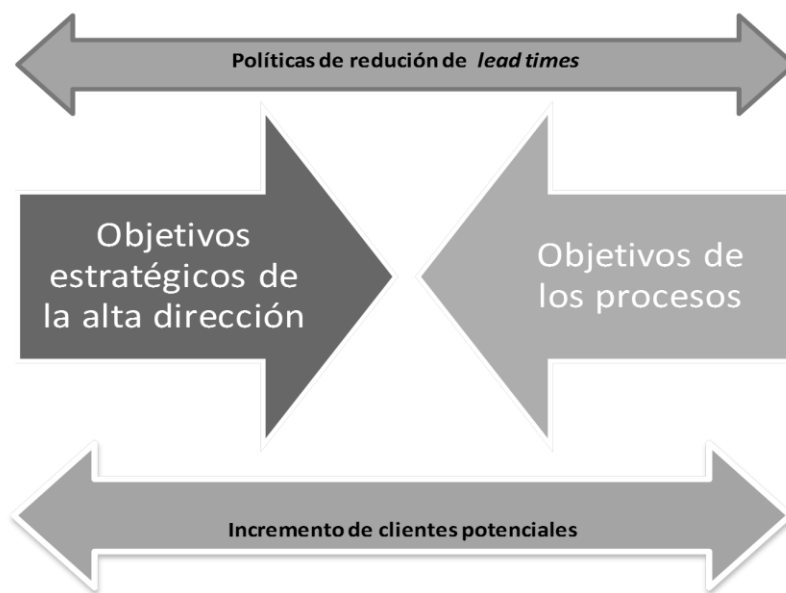 Políticas de redución de lead times
Objetivos
estratégicos de
la alta dirección
Objetivos de
los procesos
Incremento de clientes potenciales